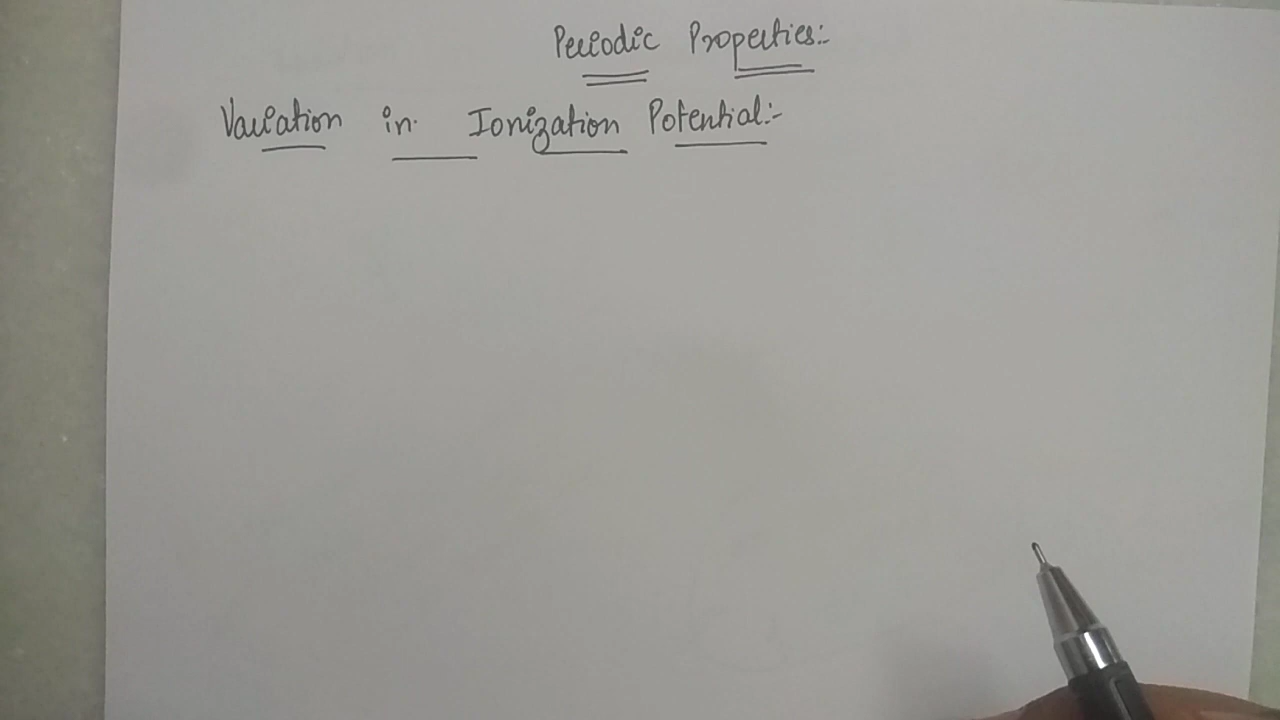 Periodic Properties:-
Variation in Ionization Potential:-